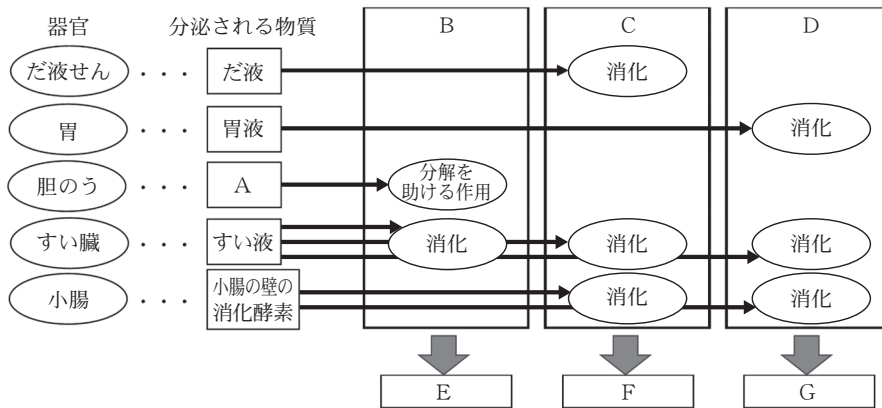 器官 分泌される物質 B C D
だ液せん ・・・ だ液 消化
胃 ・・・ 胃液 消化
胆のう ・・・ A 分解を
助ける作用
すい臓 ・・・ すい液 消化 消化 消化
小腸 ・・・ 小腸の壁の
消化酵素 消化 消化
E F G